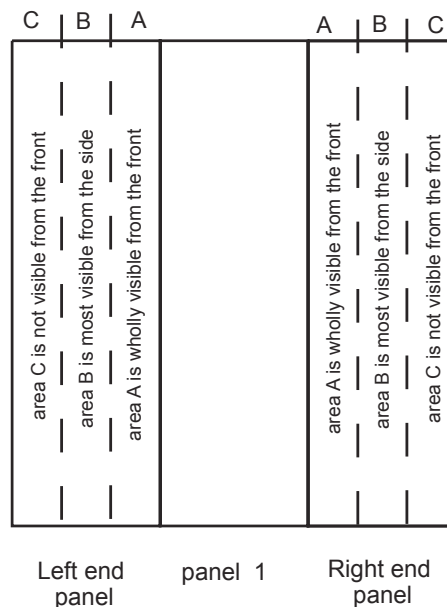 C B A
A B C
area C is not visible from the front
area B is most visible from the side
area A is wholly visible from the front
area A is wholly visible from the front
area B is most visible from the side
area C is not visible from the front
Left end
panel
panel 1
Right end
panel